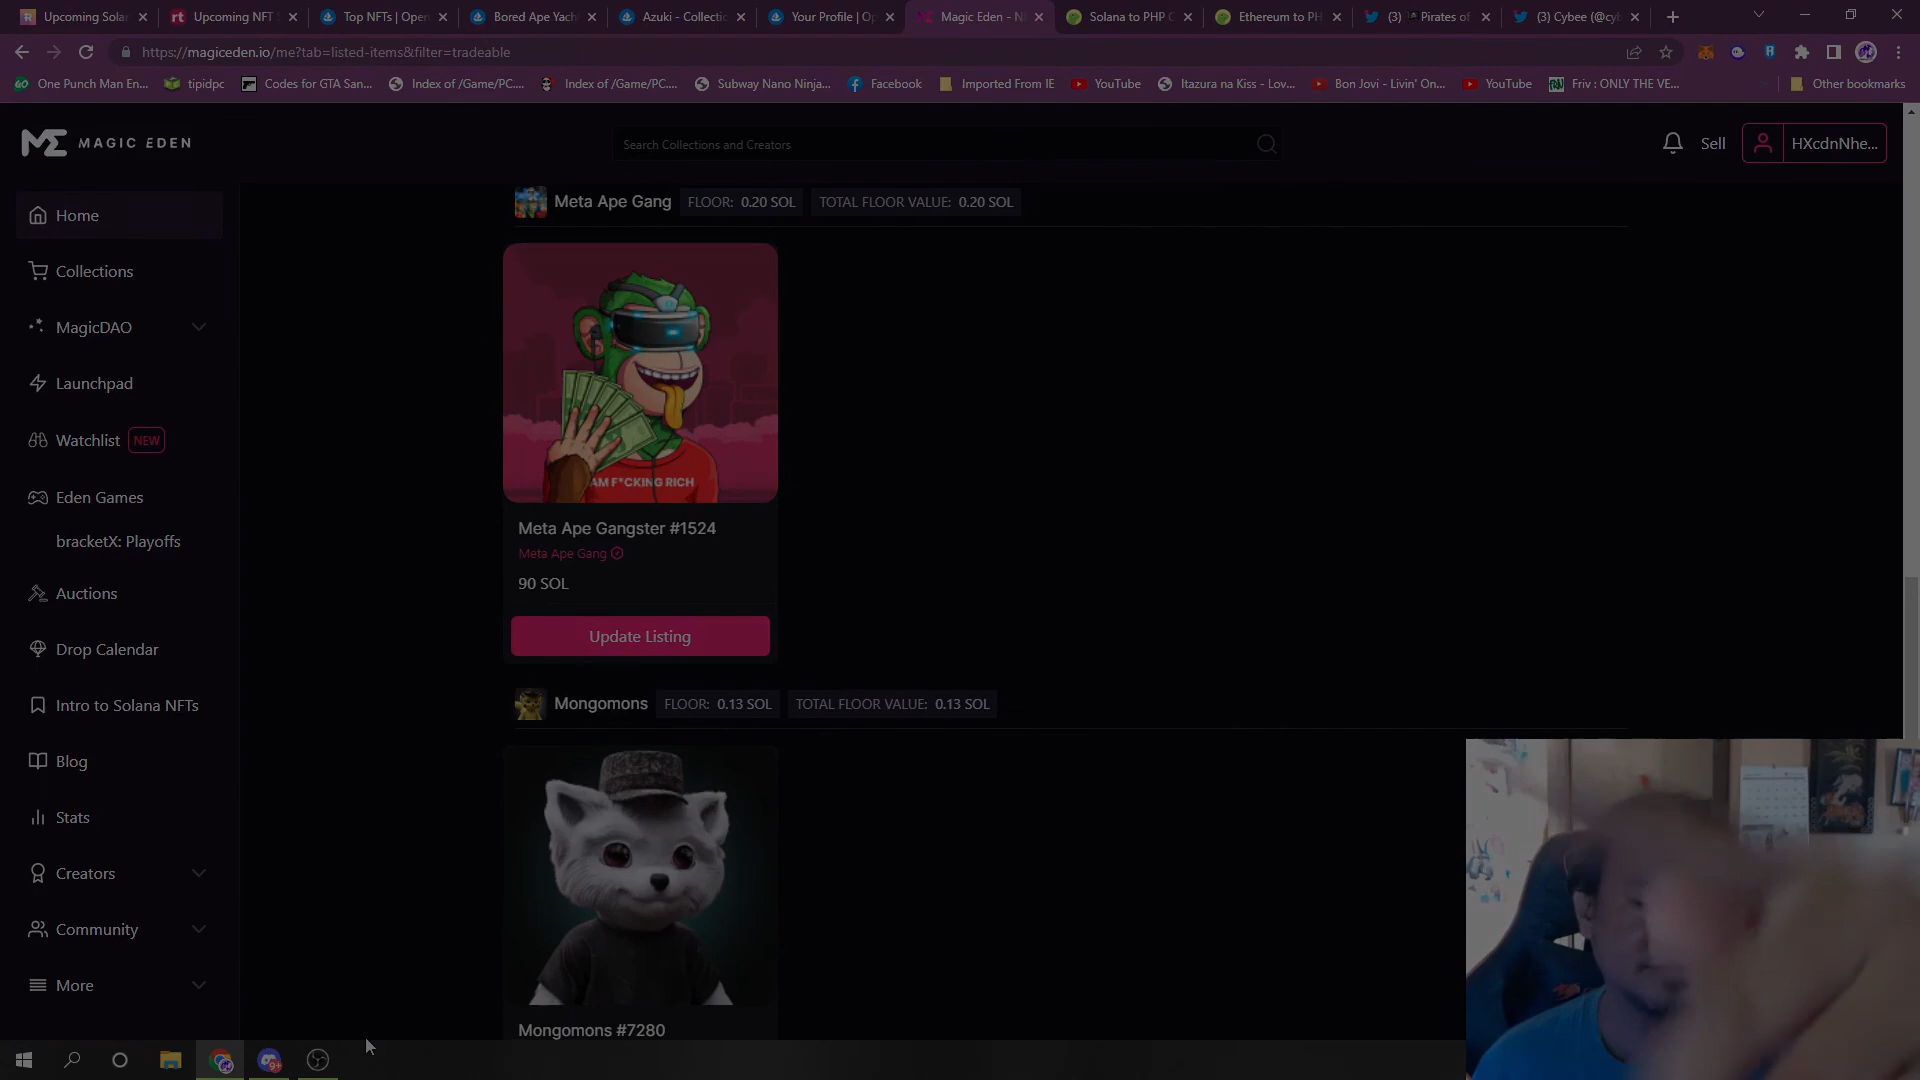 Upcoming Sola
Upcoming NFT
Top NFTs | Open
Bored Ape Yach
Azuki - Collectio
Your Profile | Op
Magic Eden - N
Solana to PHP C
Ethereum to PH
(3) Pirates of
(3) Cybee (@cyb
https://magiceden.io/me?tab=listed-items&filter=tradeable
One Punch Man En...
tipidpc
Codes for GTA San...
Index of /Game/PC...
Index of /Game/PC...
Subway Nano Ninja...
Facebook
Imported From IE
YouTube
Itazura na Kiss - Lov...
Bon Jovi - Livin' On...
YouTube
Friv : ONLY THE VE...
Other bookmarks
MAGIC EDEN
Search Collections and Creators
Sell
HXcdnNhe...
Home
Collections
MagicDAO
Launchpad
Watchlist NEW
Eden Games
bracketX: Playoffs
Auctions
Drop Calendar
Intro to Solana NFTs
Blog
Stats
Creators
Community
More
Meta Ape Gang FLOOR: 0.20 SOL TOTAL FLOOR VALUE: 0.20 SOL
AM F*CKING RICH
Meta Ape Gangster #1524
Meta Ape Gang
90 SOL
Update Listing
Mongomons FLOOR: 0.13 SOL TOTAL FLOOR VALUE: 0.13 SOL
Mongomons #7280
9+